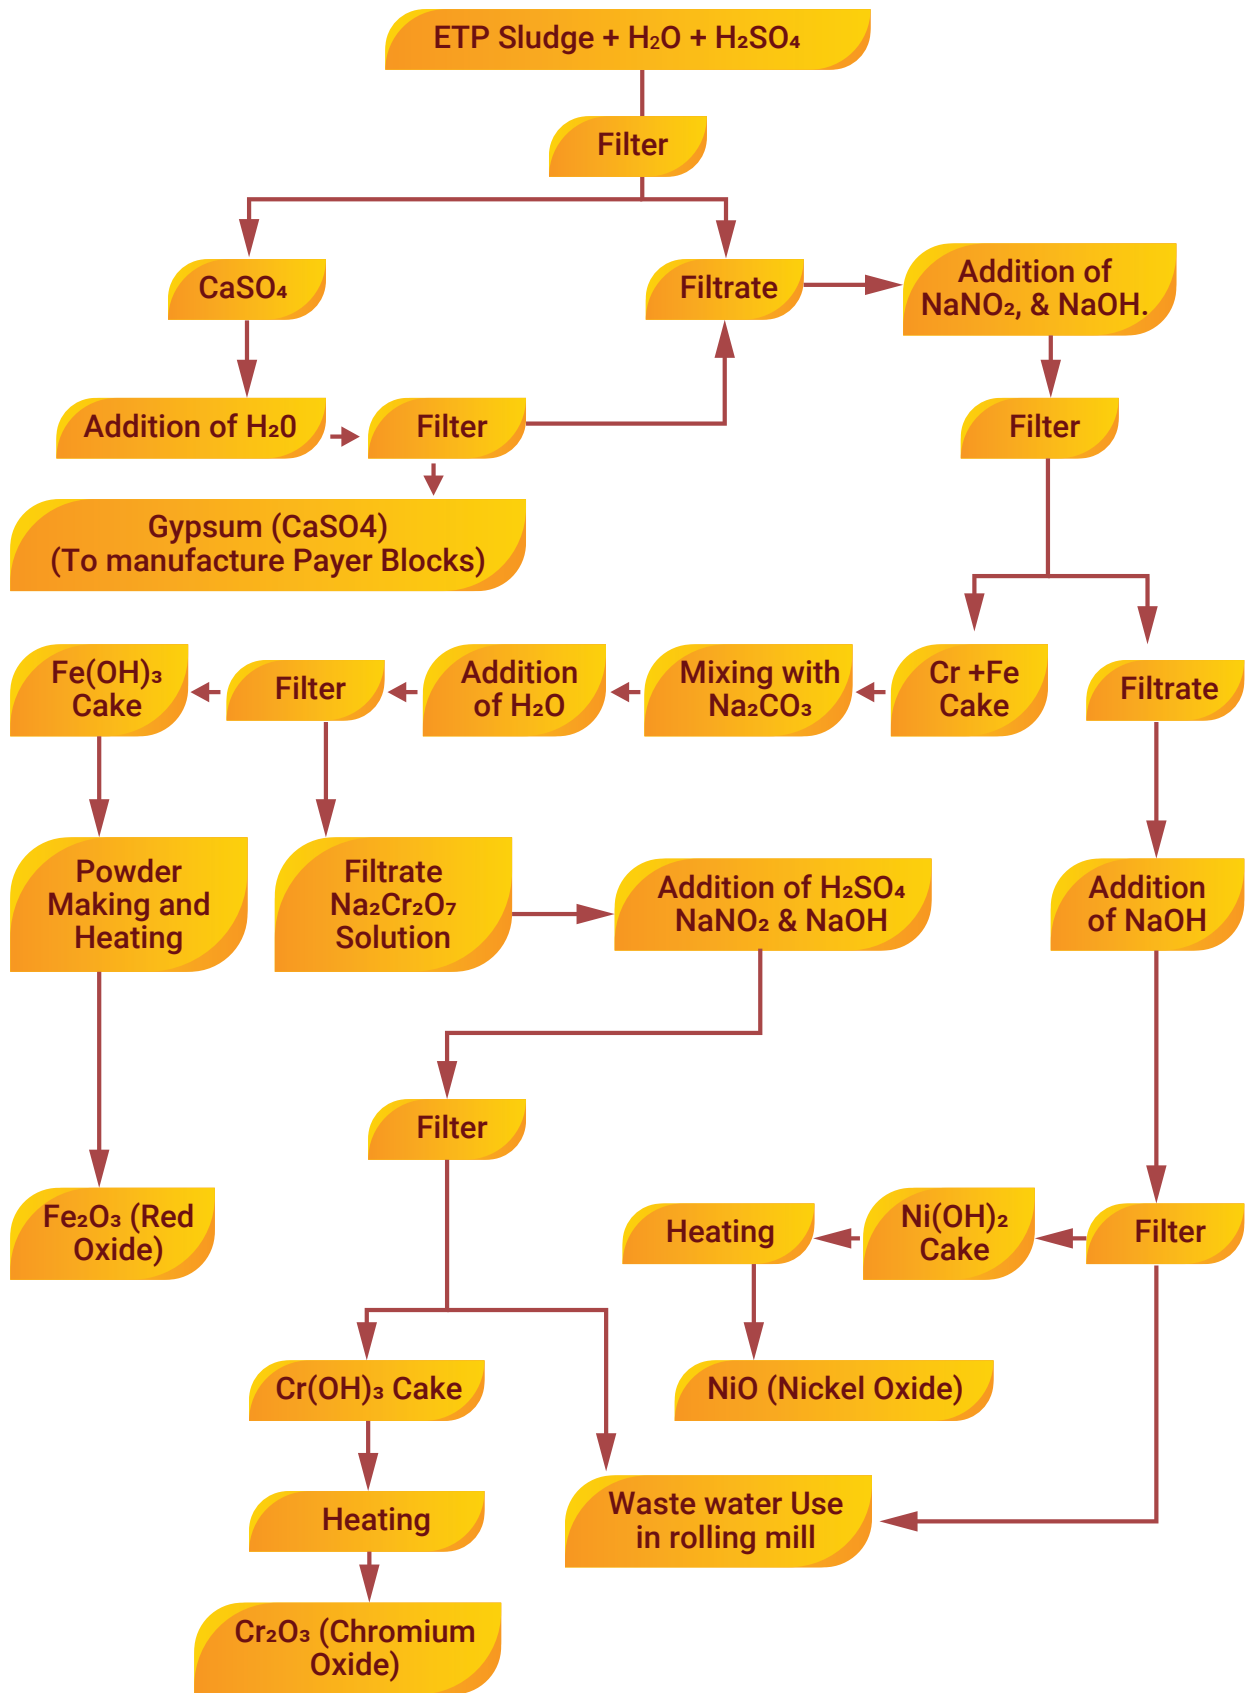 ETP Sludge + H₂O + H₂SO₄
Filter
CaSO₄
Filtrate
Addition of
NaNO₂, & NaOH.
Addition of H₂0
Filter
Filter
Gypsum (CaSO4)
(To manufacture Payer Blocks)
Fe(OH)₃
Cake
Filter
Addition
of H₂O
Mixing with
Na₂CO₃
Cr +Fe
Cake
Filtrate
Powder
Making and
Heating
Filtrate
Na₂Cr₂O₇
Solution
Addition of H₂SO₄
NaNO₂ & NaOH
Addition
of NaOH
Filter
Fe₂O₃ (Red
Oxide)
Heating
Ni(OH)₂
Cake
Filter
Cr(OH)₃ Cake
NiO (Nickel Oxide)
Heating
Waste water Use
in rolling mill
Cr₂O₃ (Chromium
Oxide)